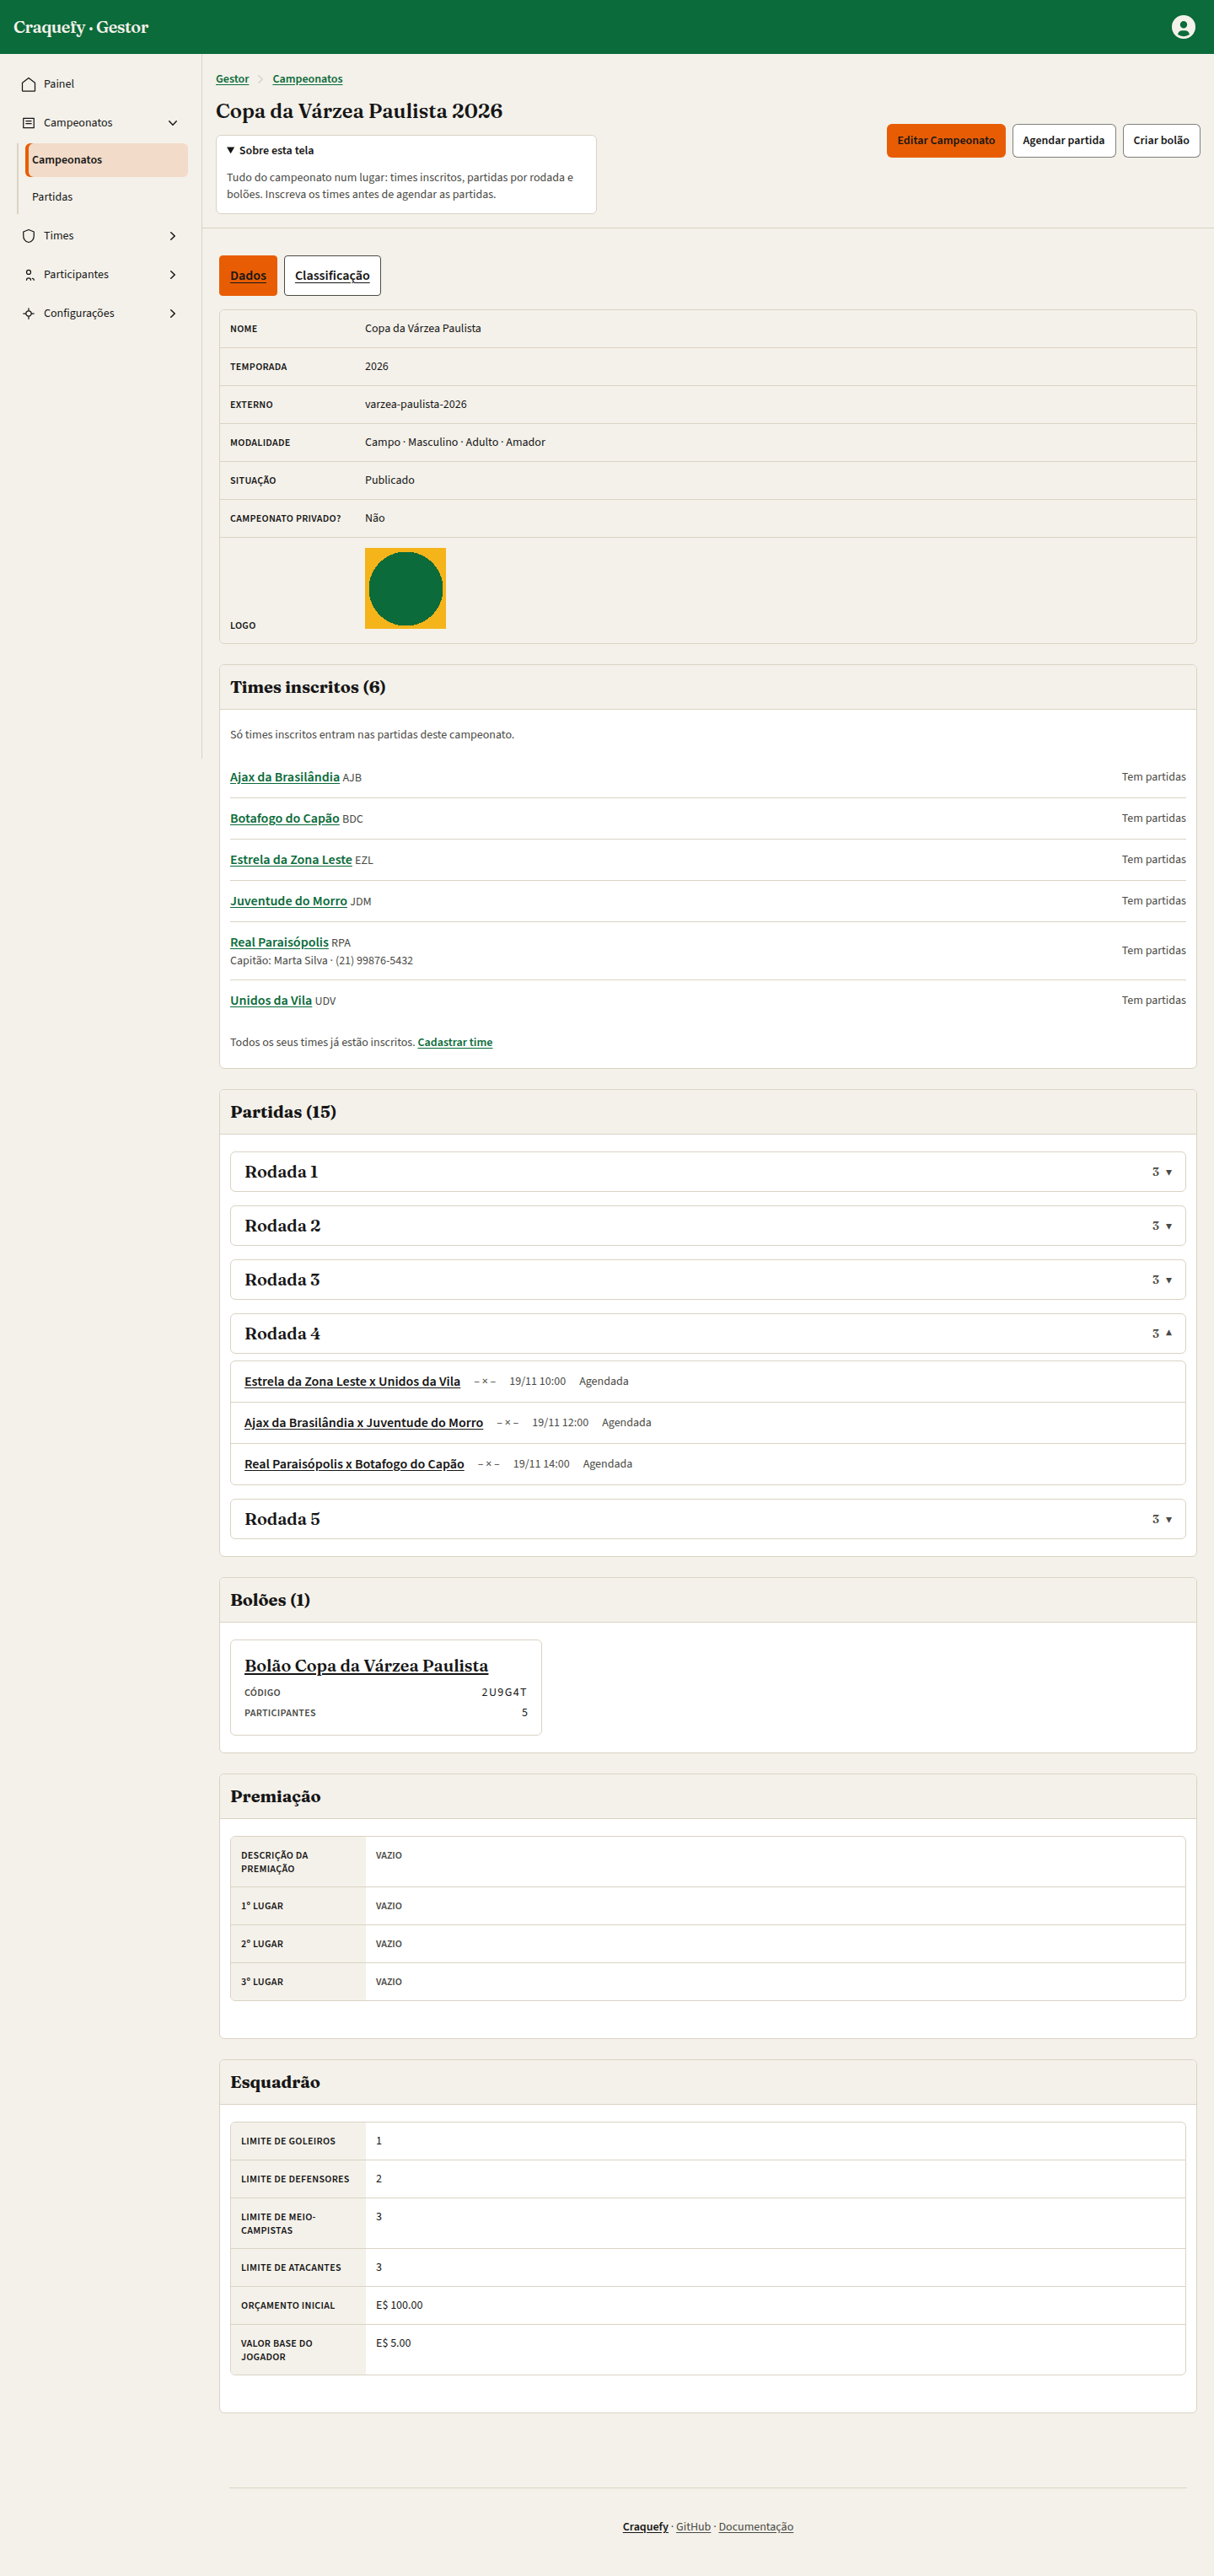 Craquefy · Gestor
Painel
Campeonatos
Campeonatos
Partidas
Times
Participantes
Configurações
Gestor
Campeonatos
Copa da Várzea Paulista 2026
▼ Sobre esta tela
Tudo do campeonato num lugar: times inscritos, partidas por rodada e
bolões. Inscreva os times antes de agendar as partidas.
Editar Campeonato
Agendar partida
Criar bolão
Dados
Classificação
NOME Copa da Várzea Paulista
TEMPORADA 2026
EXTERNO varzea-paulista-2026
MODALIDADE Campo · Masculino · Adulto · Amador
SITUAÇÃO Publicado
CAMPEONATO PRIVADO? Não
LOGO
Times inscritos (6)
Só times inscritos entram nas partidas deste campeonato.
Ajax da Brasilândia AJB Tem partidas
Botafogo do Capão BDC Tem partidas
Estrela da Zona Leste EZL Tem partidas
Juventude do Morro JDM Tem partidas
Real Paraisópolis RPA Tem partidas
Capitão: Marta Silva · (21) 99876-5432
Unidos da Vila UDV Tem partidas
Todos os seus times já estão inscritos. Cadastrar time
Partidas (15)
Rodada 1 3 ▼
Rodada 2 3 ▼
Rodada 3 3 ▼
Rodada 4 3 ▲
Estrela da Zona Leste x Unidos da Vila – × – 19/11 10:00 Agendada
Ajax da Brasilândia x Juventude do Morro – × – 19/11 12:00 Agendada
Real Paraisópolis x Botafogo do Capão – × – 19/11 14:00 Agendada
Rodada 5 3 ▼
Bolões (1)
Bolão Copa da Várzea Paulista
CÓDIGO 2U9G4T
PARTICIPANTES 5
Premiação
DESCRIÇÃO DA
PREMIAÇÃO VAZIO
1º LUGAR VAZIO
2º LUGAR VAZIO
3º LUGAR VAZIO
Esquadrão
LIMITE DE GOLEIROS 1
LIMITE DE DEFENSORES 2
LIMITE DE MEIO-
CAMPISTAS 3
LIMITE DE ATACANTES 3
ORÇAMENTO INICIAL E$ 100.00
VALOR BASE DO
JOGADOR E$ 5.00
Craquefy · GitHub · Documentação